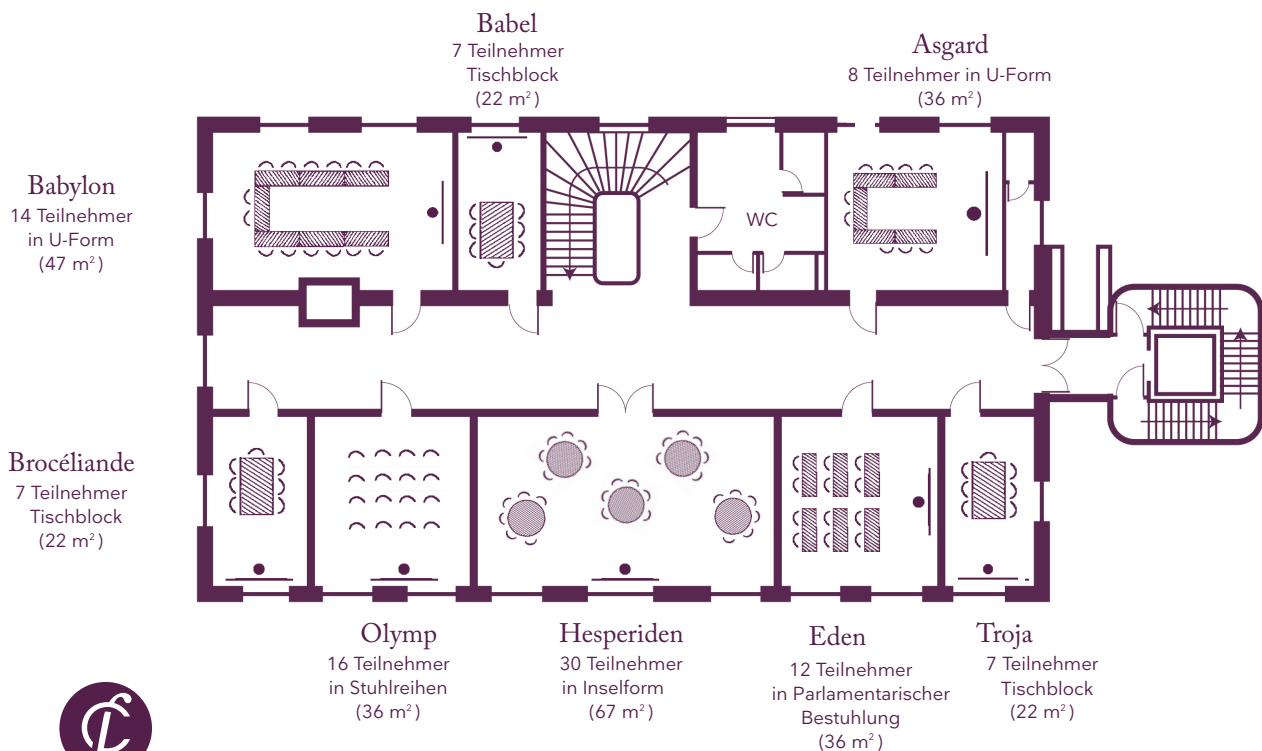 Babel
7 Teilnehmer
Tischblock
(22 m²)
Asgard
8 Teilnehmer in U-Form
(36 m²)
Babylon
14 Teilnehmer
in U-Form
(47 m²)
WC
Brocéliande
7 Teilnehmer
Tischblock
(22 m²)
Olymp
16 Teilnehmer
in Stuhlreihen
(36 m²)
Hesperiden
30 Teilnehmer
in Inselform
(67 m²)
Eden
12 Teilnehmer
in Parlamentarischer
Bestuhlung
(36 m²)
Troja
7 Teilnehmer
Tischblock
(22 m²)